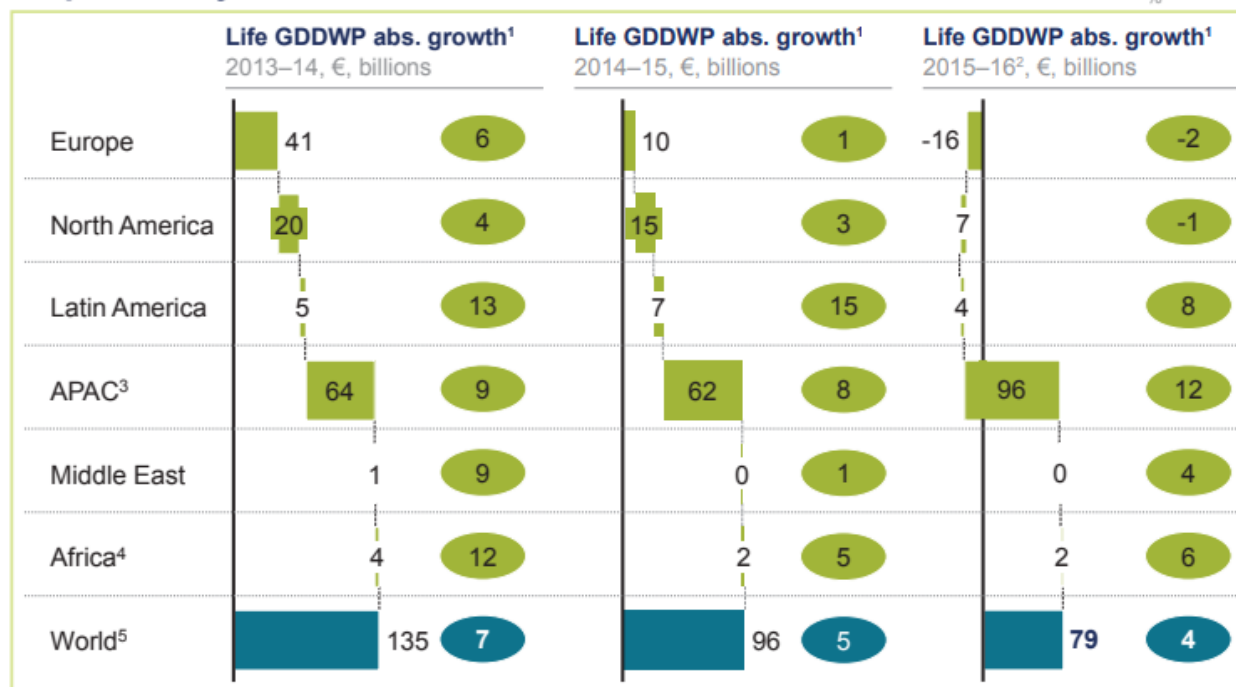 %
Life GDDWP abs. growth¹ Life GDDWP abs. growth¹ Life GDDWP abs. growth¹
2013–14, €, billions 2014–15, €, billions 2015–16², €, billions
Europe 41 6 10 1 -16 -2
North America 20 4 15 3 7 -1
Latin America 5 13 7 15 4 8
APAC³ 64 9 62 8 96 12
Middle East 1 9 0 1 0 4
Africa⁴ 4 12 2 5 2 6
World⁵ 135 7 96 5 79 4